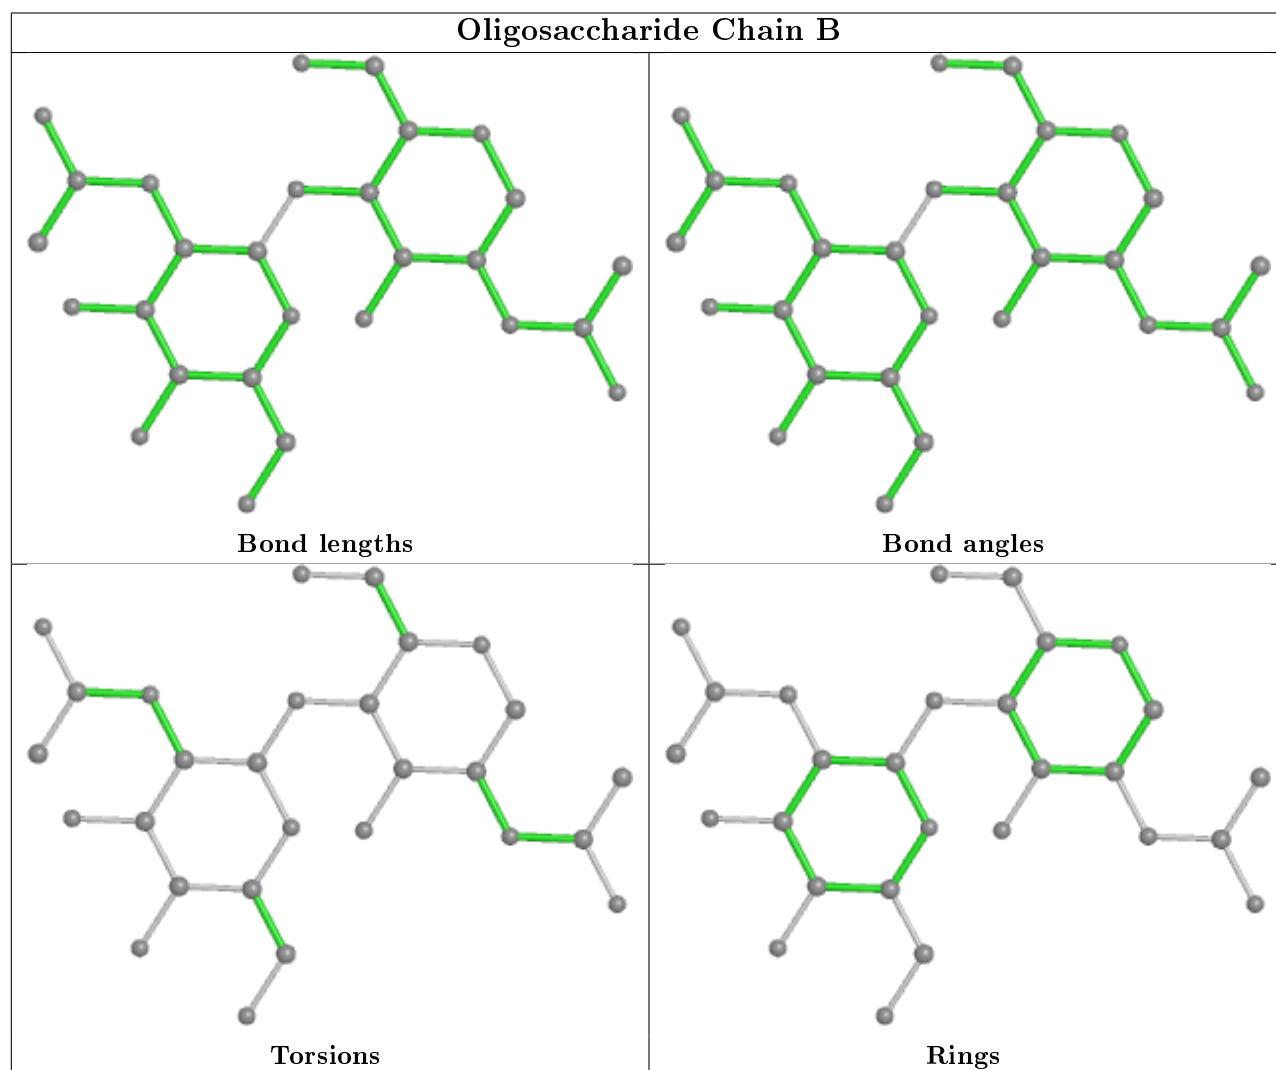 Oligosaccharide Chain B
Bond lengths
Bond angles
Torsions
Rings